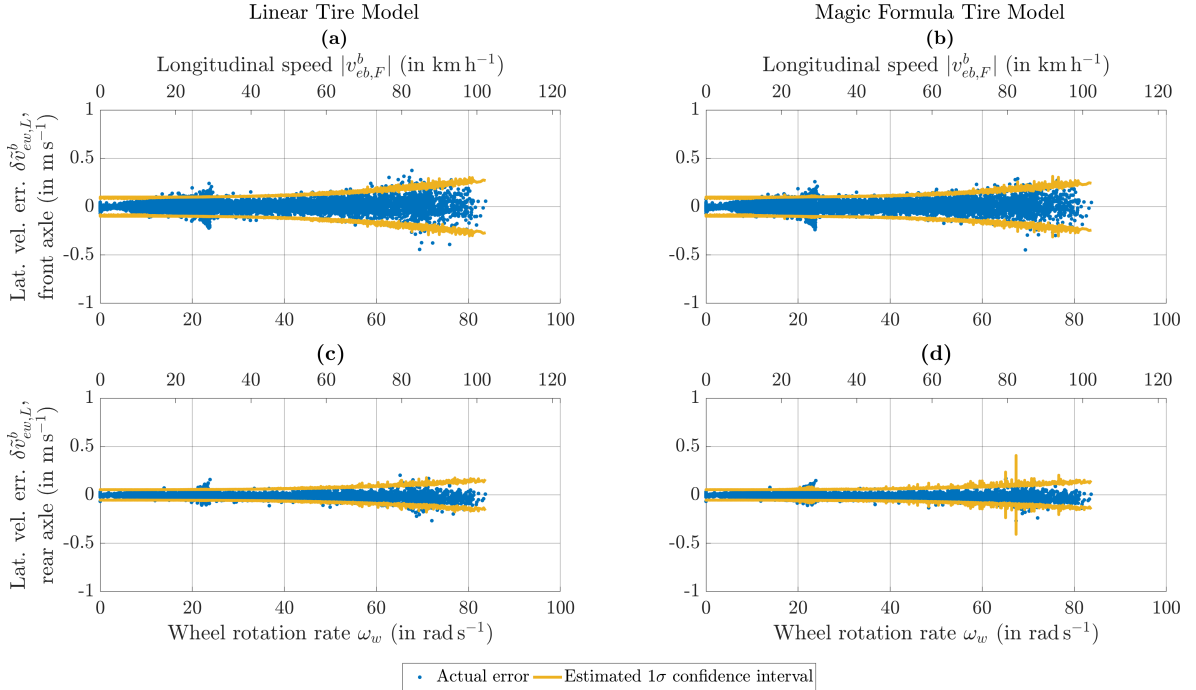 Linear Tire Model
Magic Formula Tire Model
(a)
(b)
Longitudinal speed |v^b_{eb,F}| (in km h⁻¹)
Longitudinal speed |v^b_{eb,F}| (in km h⁻¹)
0 20 40 60 80 100 120
0 20 40 60 80 100 120
Lat. vel. err. δṽ^b_{ew,L},
front axle (in m s⁻¹)
1
0.5
0
-0.5
-1
1
0.5
0
-0.5
-1
0 20 40 60 80 100
0 20 40 60 80 100
(c)
(d)
0 20 40 60 80 100 120
0 20 40 60 80 100 120
Lat. vel. err. δṽ^b_{ew,L},
rear axle (in m s⁻¹)
1
0.5
0
-0.5
-1
1
0.5
0
-0.5
-1
0 20 40 60 80 100
0 20 40 60 80 100
Wheel rotation rate ω_w (in rad s⁻¹)
Wheel rotation rate ω_w (in rad s⁻¹)
Actual error
Estimated 1σ confidence interval